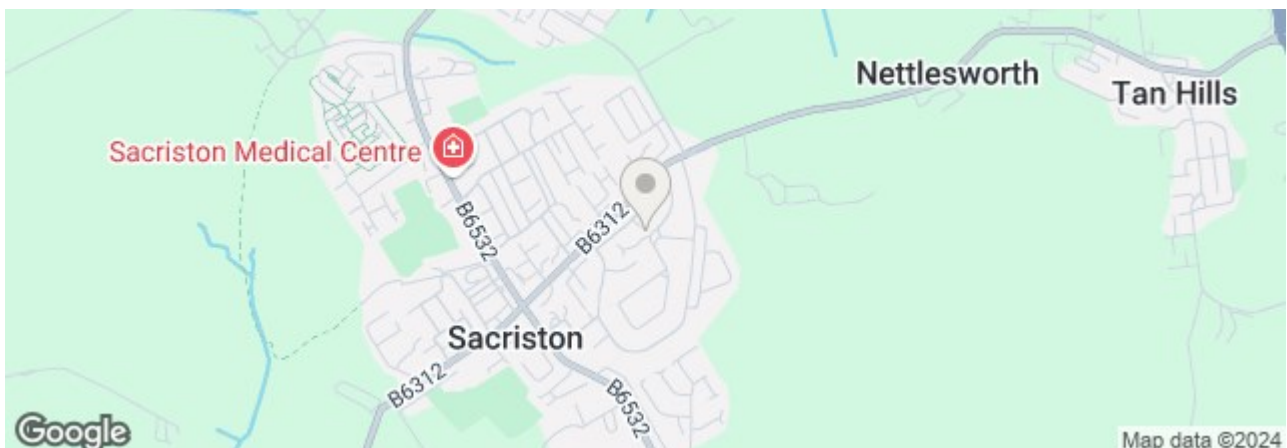 Nettlesworth
Tan Hills
Sacriston Medical Centre
B6532
B6312
Sacriston
B6312
B6532
Google
Map data ©2024